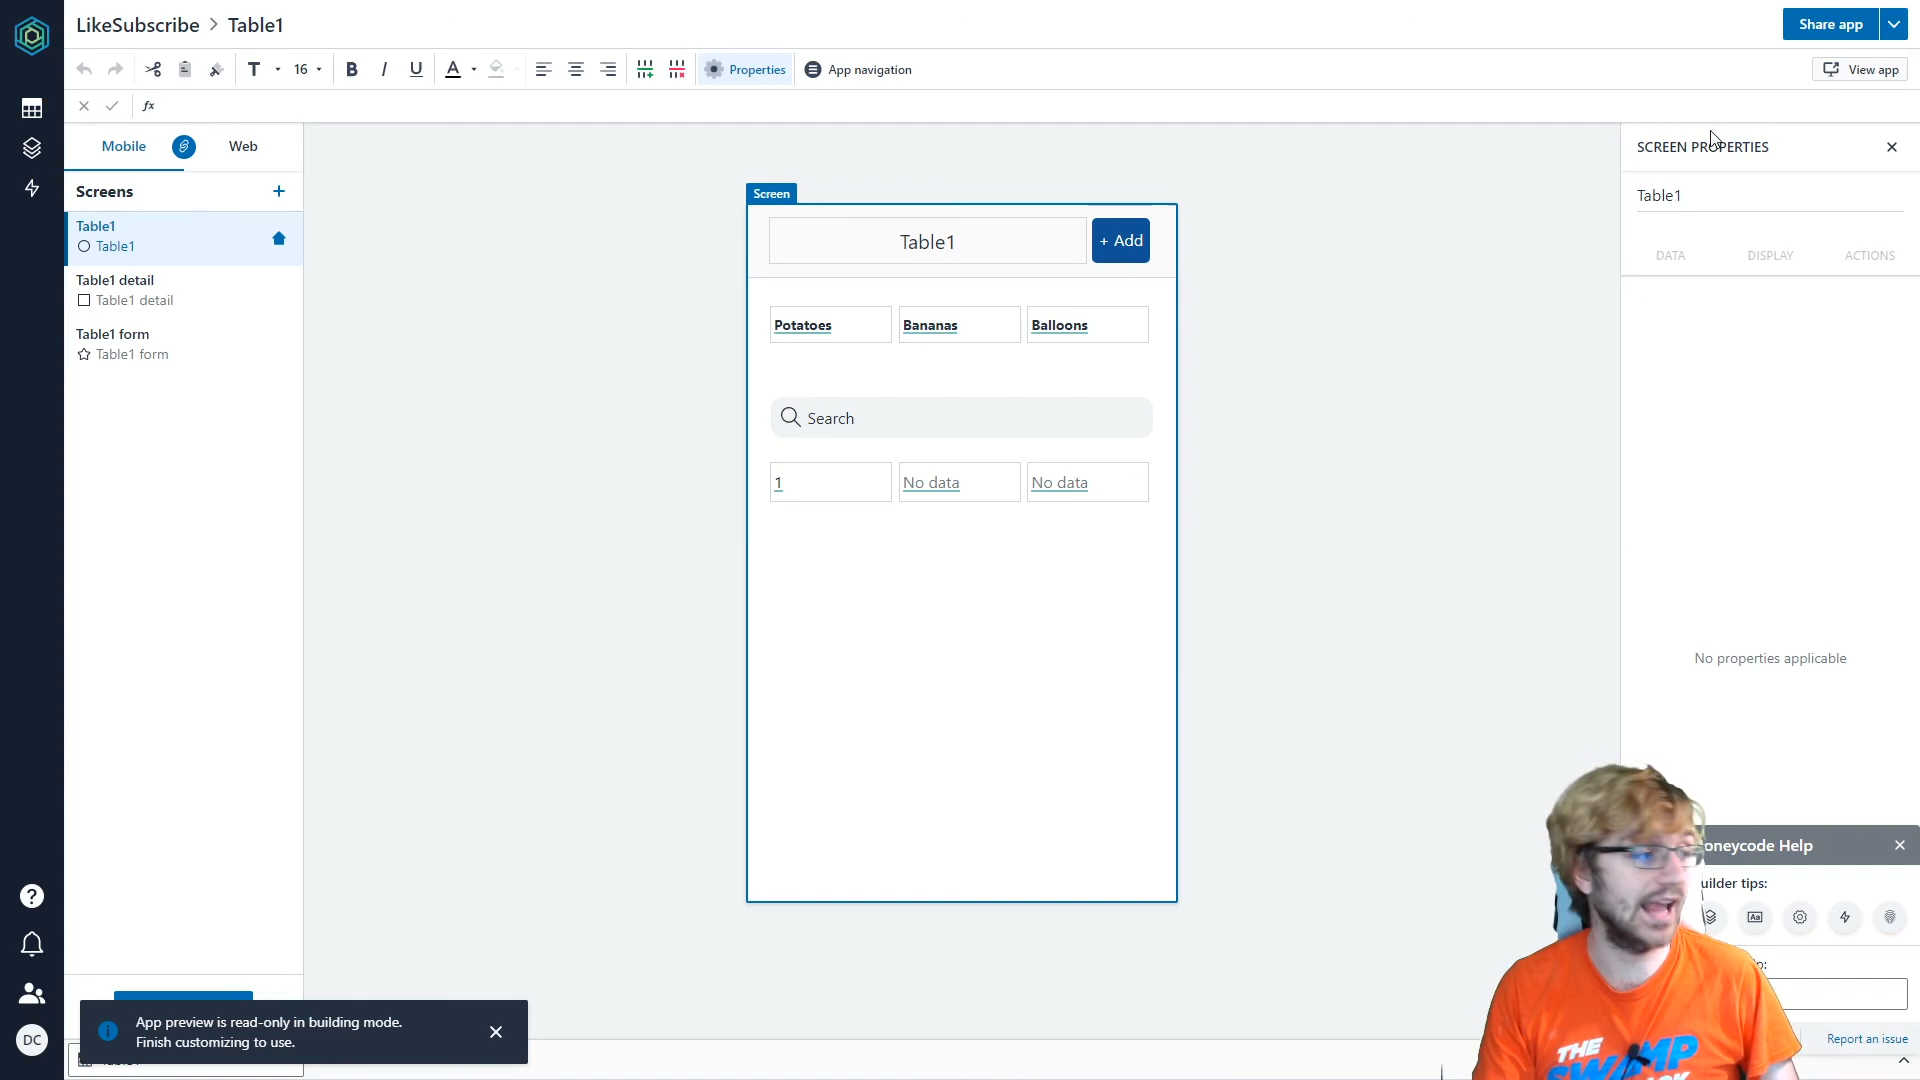 LikeSubscribe > Table1
Share app
T 16 B I U A Properties App navigation
View app
fx
Mobile Web
SCREEN PROPERTIES
Screens +
Screen
Table1
Table1
Table1
Table1
+ Add
DATA DISPLAY ACTIONS
Table1 detail
Table1 detail
Table1 form
Table1 form
Potatoes Bananas Balloons
Search
1 No data No data
No properties applicable
oneycode Help
uilder tips:
Aa
App preview is read-only in building mode.
Finish customizing to use.
DC
Report an issue
THE
SWAMP